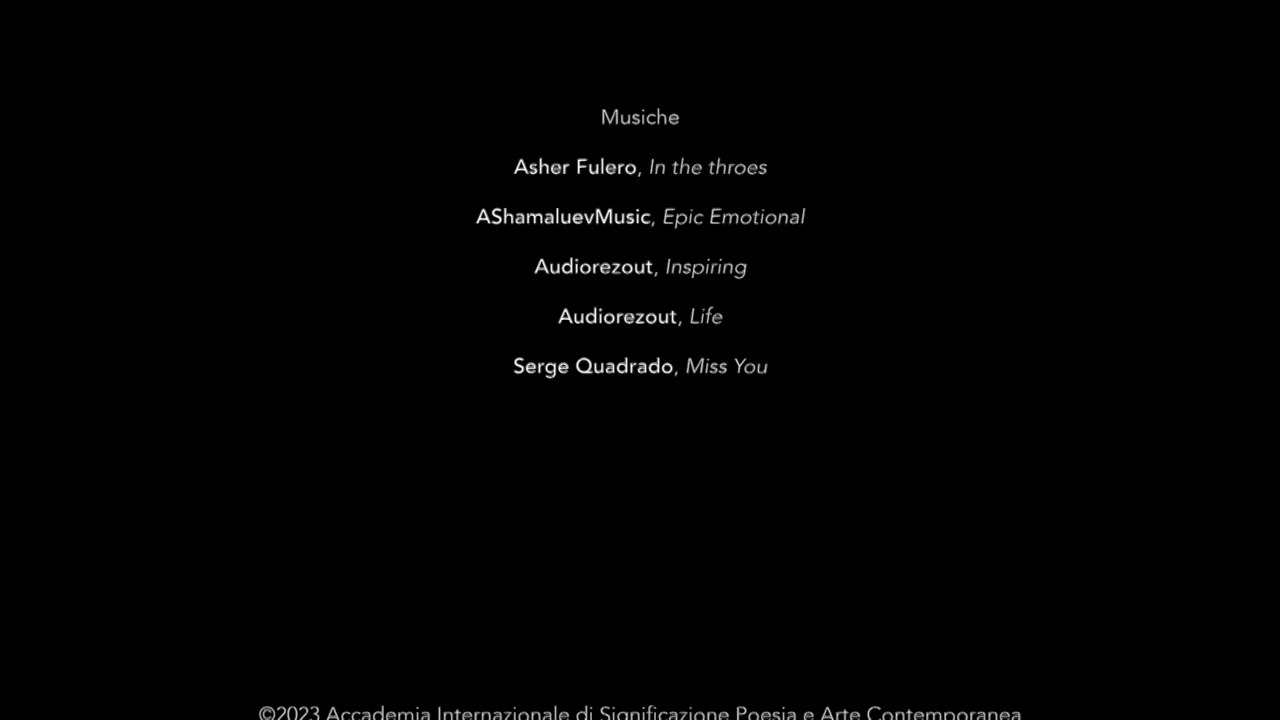 Musiche
Asher Fulero, In the throes
AShamaluevMusic, Epic Emotional
Audiorezout, Inspiring
Audiorezout, Life
Serge Quadrado, Miss You
©2023 Accademia Internazionale di Significazione Poesia e Arte Contemporanea